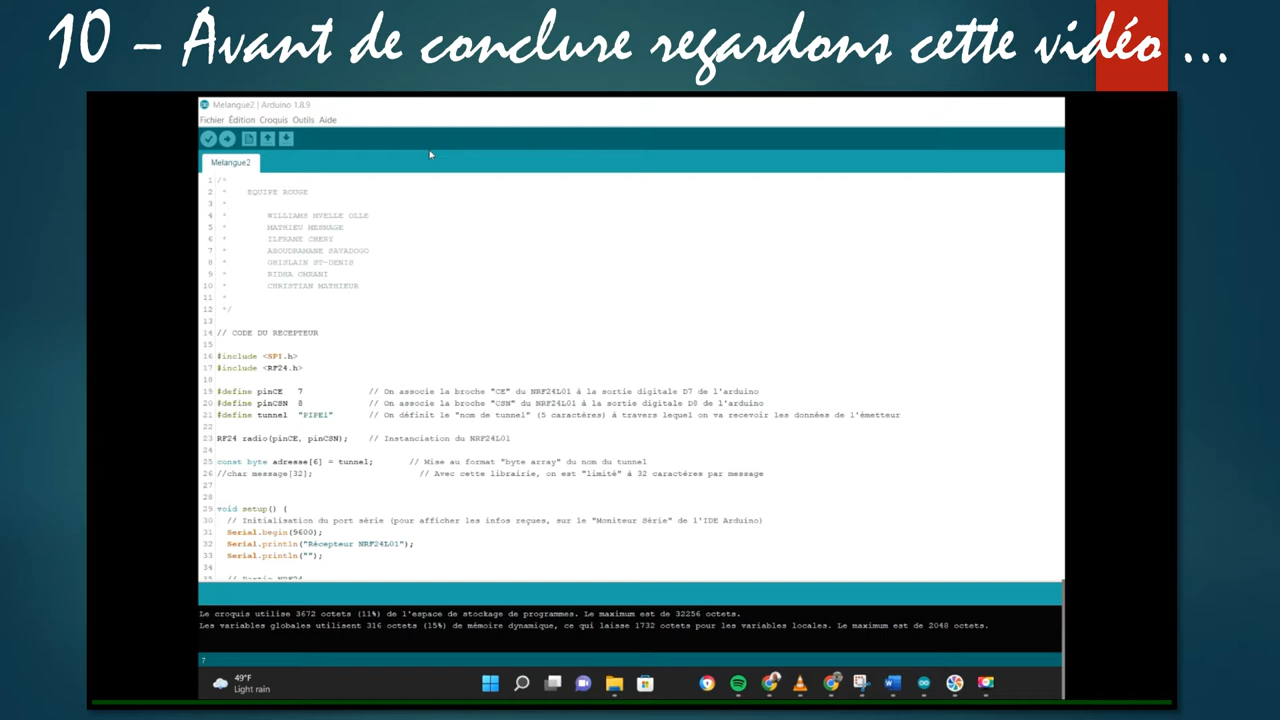 10 – Avant de conclure regardons cette vidéo ...
Melangue2 | Arduino 1.8.9
Fichier Édition Croquis Outils Aide
Melangue2
1 /*
2 * EQUIPE ROUGE
3 *
4 * WILLIAMS MVELLE OLLE
5 * MATHIEU MESNAGE
6 * ILFRANE CHERY
7 * ABOUDRAMANE SAVADOGO
8 * GHISLAIN ST-DENIS
9 * RIDHA OMRANI
10 * CHRISTIAN MATHIEUR
11 *
12 */
13
14 // CODE DU RECEPTEUR
15
16 #include <SPI.h>
17 #include <RF24.h>
18
19 #define pinCE 7 // On associe la broche "CE" du NRF24L01 à la sortie digitale D7 de l'arduino
20 #define pinCSN 8 // On associe la broche "CSN" du NRF24L01 à la sortie digitale D8 de l'arduino
21 #define tunnel "PIPE1" // On définit le "nom de tunnel" (5 caractères) à travers lequel on va recevoir les données de l'émetteur
22
23 RF24 radio(pinCE, pinCSN); // Instanciation du NRF24L01
24
25 const byte adresse[6] = tunnel; // Mise au format "byte array" du nom du tunnel
26 //char message[32]; // Avec cette librairie, on est "limité" à 32 caractères par message
27
28
29 void setup() {
30 // Initialisation du port série (pour afficher les infos reçues, sur le "Moniteur Série" de l'IDE Arduino)
31 Serial.begin(9600);
32 Serial.println("Récepteur NRF24L01");
33 Serial.println("");
34
35 // Partie NRF24
Le croquis utilise 3672 octets (11%) de l'espace de stockage de programmes. Le maximum est de 32256 octets.
Les variables globales utilisent 316 octets (15%) de mémoire dynamique, ce qui laisse 1732 octets pour les variables locales. Le maximum est de 2048 octets.
7
49°F
Light rain